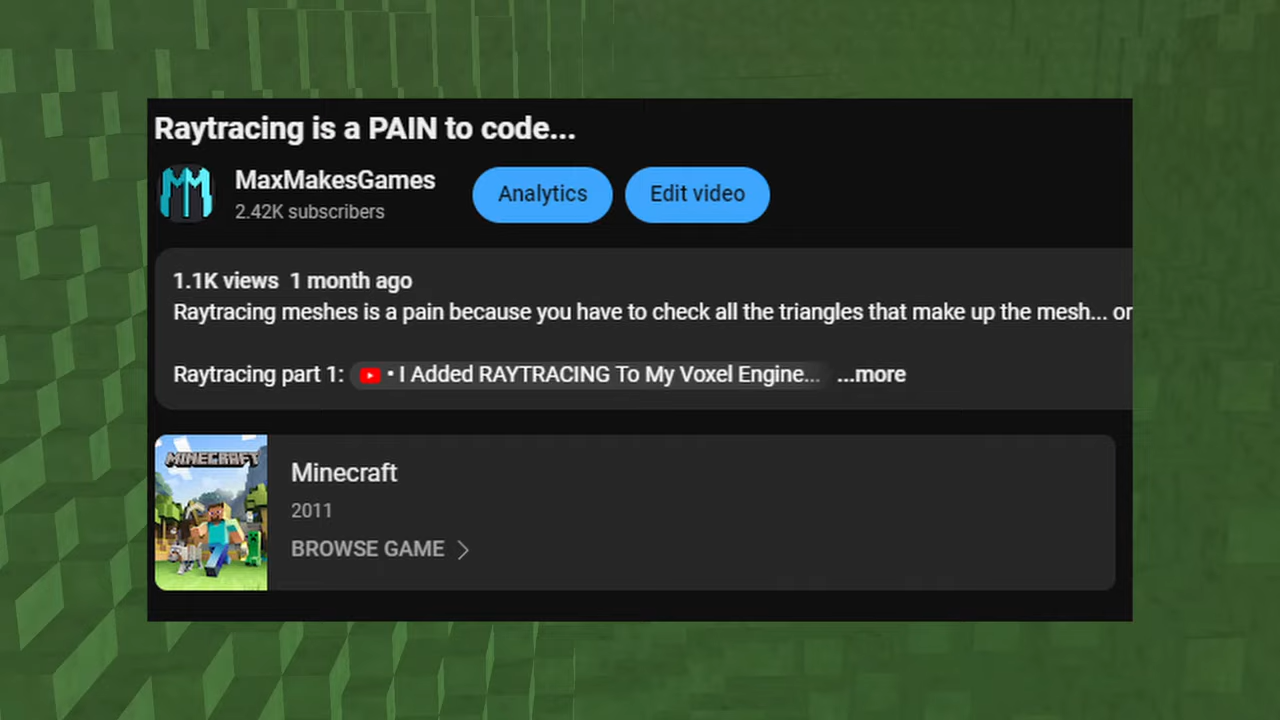 Raytracing is a PAIN to code...
MaxMakesGames
2.42K subscribers
Analytics
Edit video
1.1K views 1 month ago
Raytracing meshes is a pain because you have to check all the triangles that make up the mesh... or
Raytracing part 1: • I Added RAYTRACING To My Voxel Engine... ...more
MINECRAFT
Minecraft
2011
BROWSE GAME